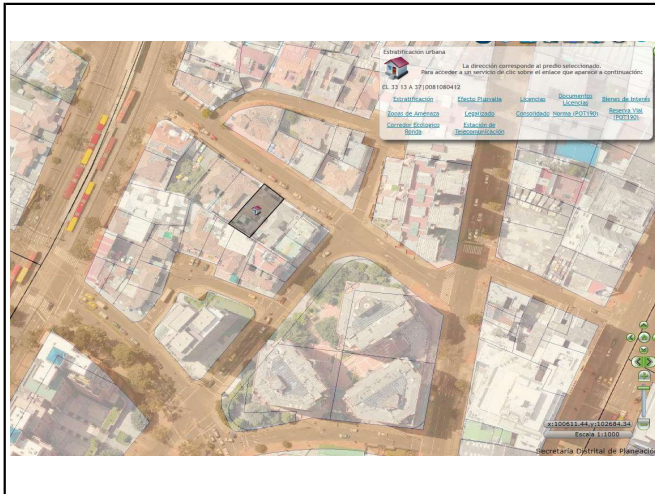 Estratificación urbana
La dirección corresponde al predio seleccionado.
Para acceder a un servicio de clic sobre el enlace que aparece a continuación:
CL 33 13 A 37|0081080412
Estratificación Efecto Plusvalía Licencias Documentos Licencias Bienes de Interés
Zonas de Amenaza Legalizado Consolidado Norma (POT190) Reserva Vial (POT190)
Corredor Ecologico Ronda Estación de Telecomunicación
x:100611.44,y:102684.34
Escala 1:1000
Secretaría Distrital de Planeació